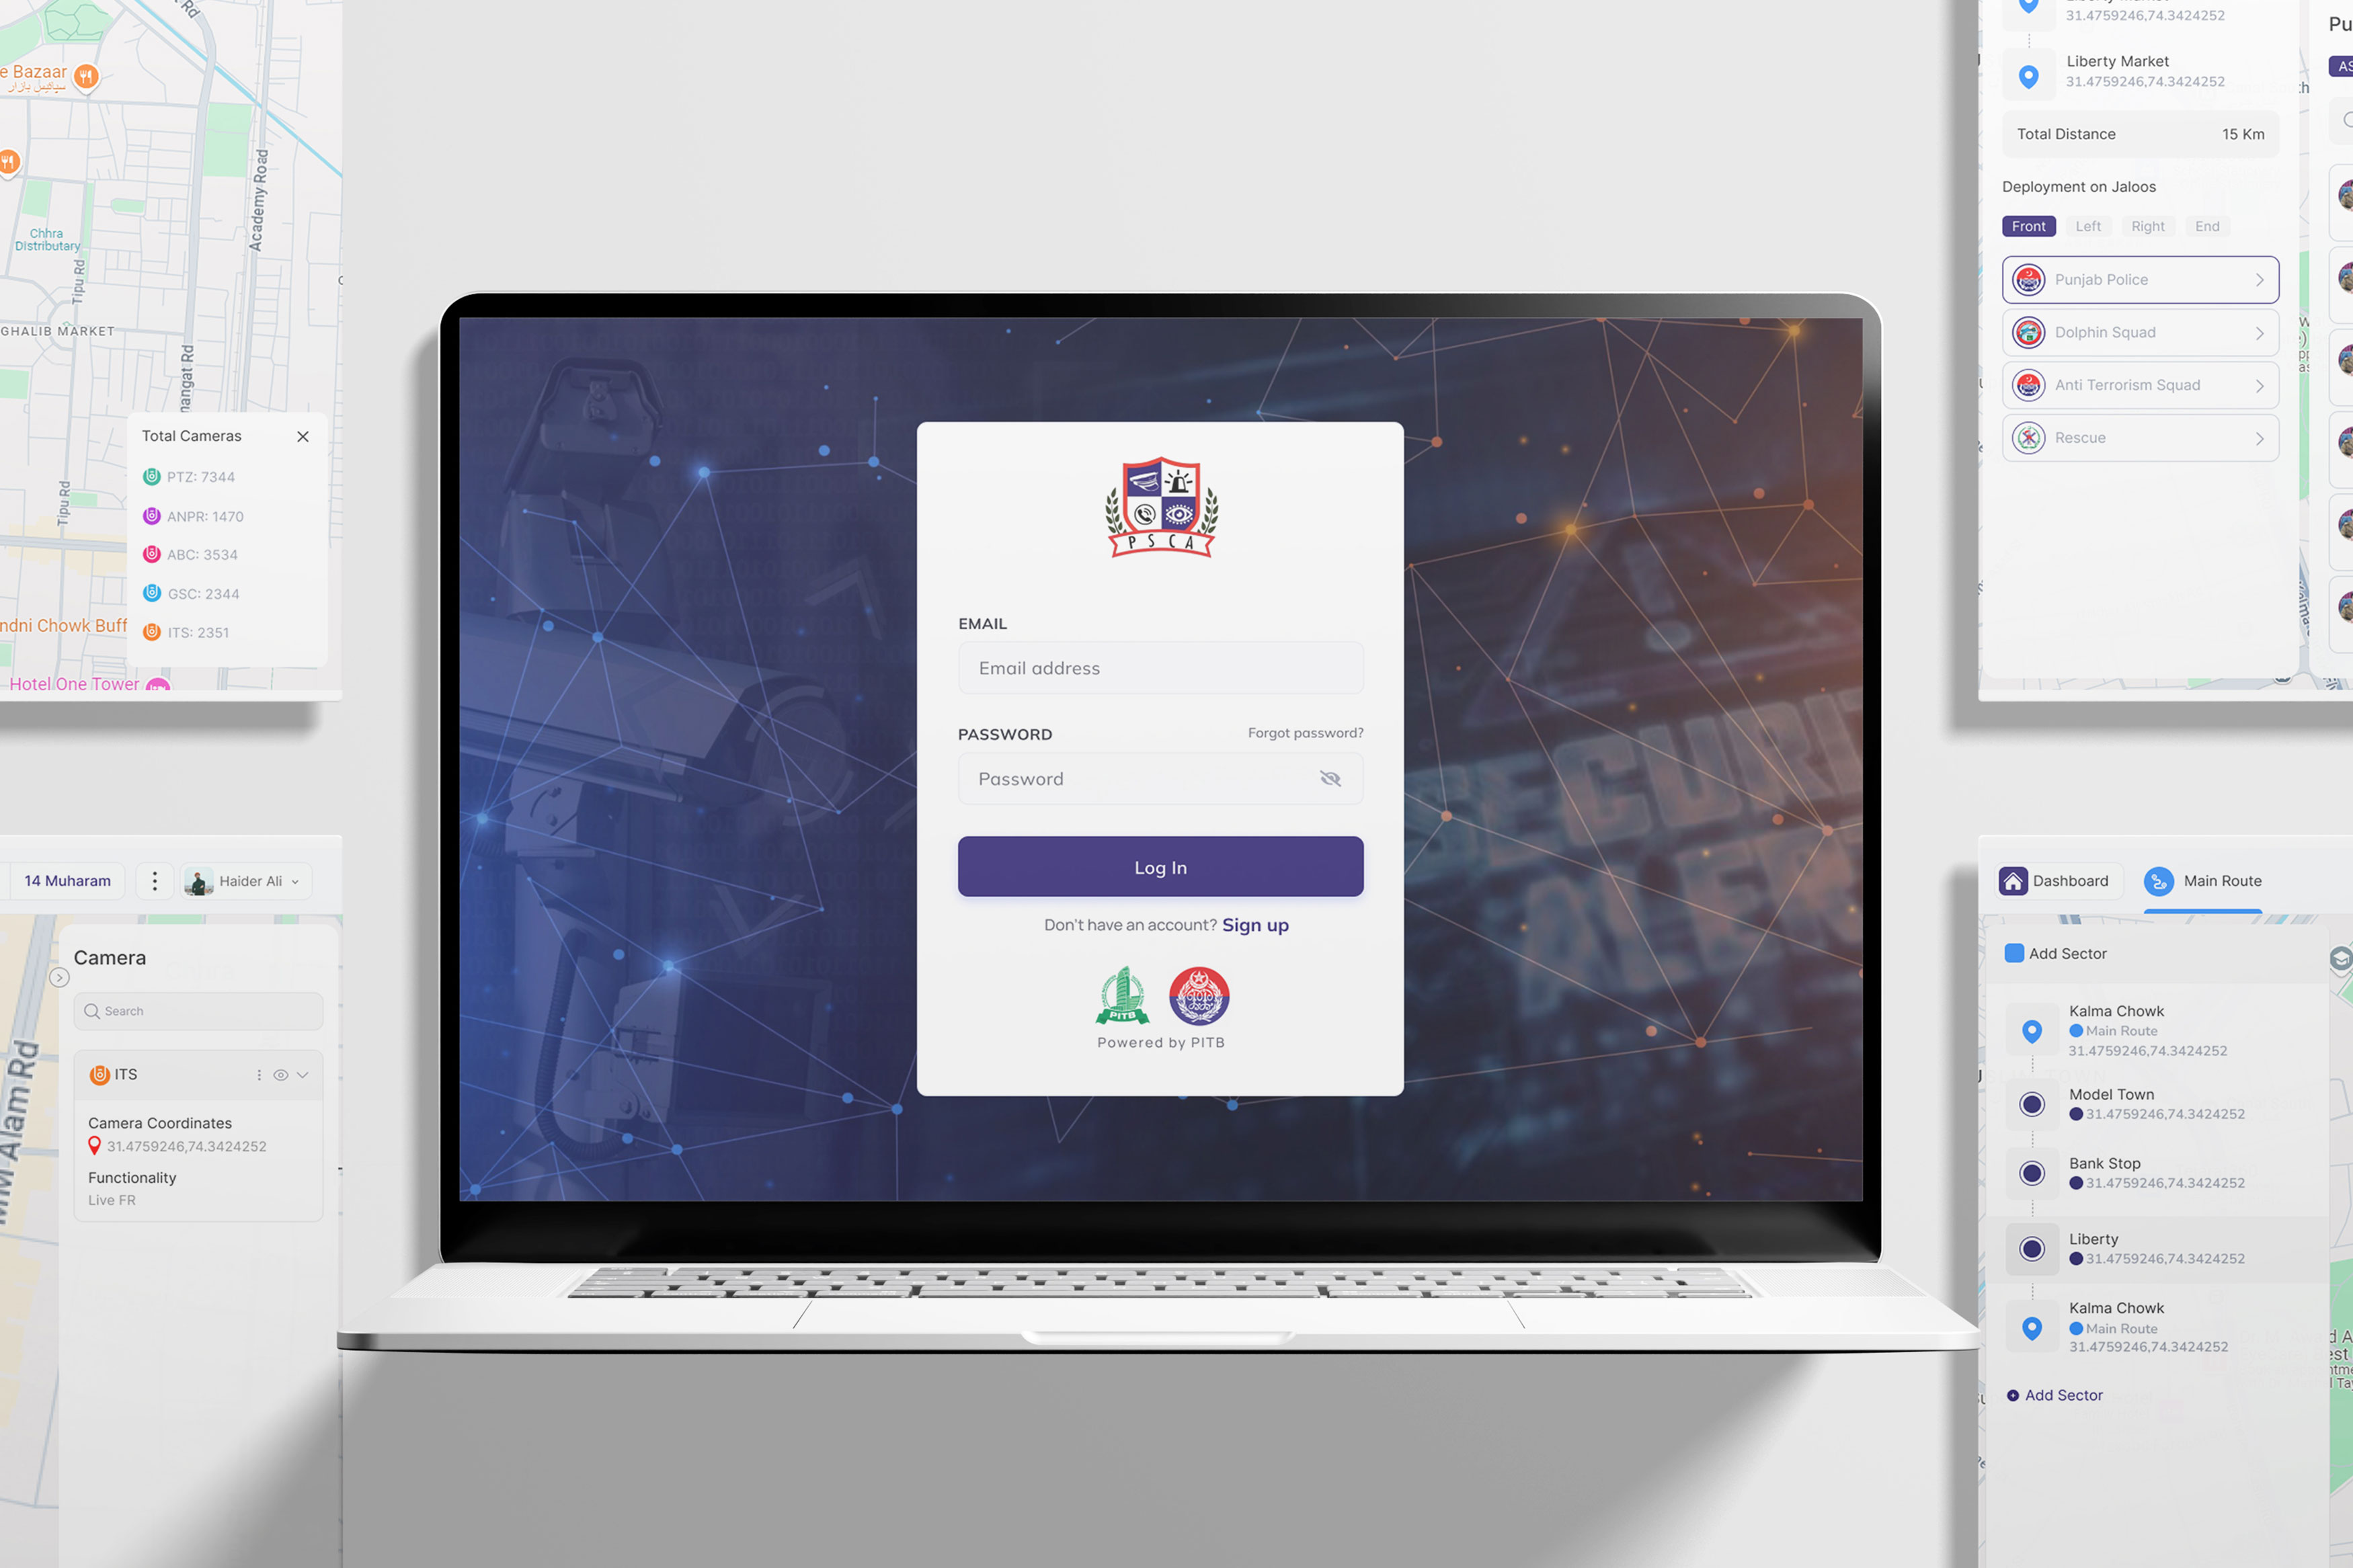 e Bazaar
سائیکل بازار
Academy Road
Chhra
Distributary
Tipu Rd
GHALIB MARKET
Tipu Rd
Total Cameras
PTZ: 7344
ANPR: 1470
ABC: 3534
GSC: 2344
ITS: 2351
ndni Chowk Buff
Hotel One Tower
14 Muharam
Haider Ali
MM Alam Rd
Camera
Search
ITS
Camera Coordinates
31.4759246,74.3424252
Functionality
Live FR
PSCA
EMAIL
Email address
PASSWORD
Forgot password?
Password
Log In
Don't have an account? Sign up
PITB
Powered by PITB
SECURI
ALERT
31.4759246,74.3424252
Liberty Market
31.4759246,74.3424252
Total Distance
15 Km
Deployment on Jaloos
Front
Left
Right
End
Punjab Police
Dolphin Squad
Anti Terrorism Squad
Rescue
Pu
AS
Dashboard
Main Route
Add Sector
Kalma Chowk
Main Route
31.4759246,74.3424252
Model Town
31.4759246,74.3424252
Bank Stop
31.4759246,74.3424252
Liberty
31.4759246,74.3424252
Kalma Chowk
Main Route
31.4759246,74.3424252
Add Sector